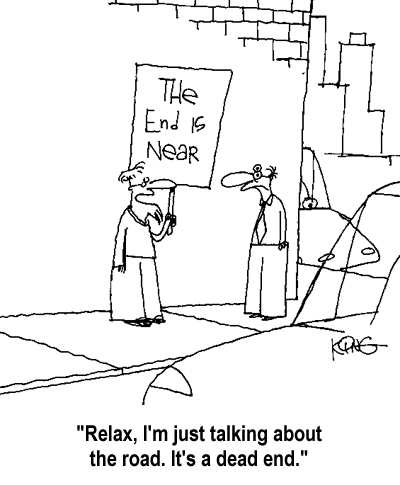 THE
End is
NEAR
KING
"Relax, I'm just talking about
the road. It's a dead end."